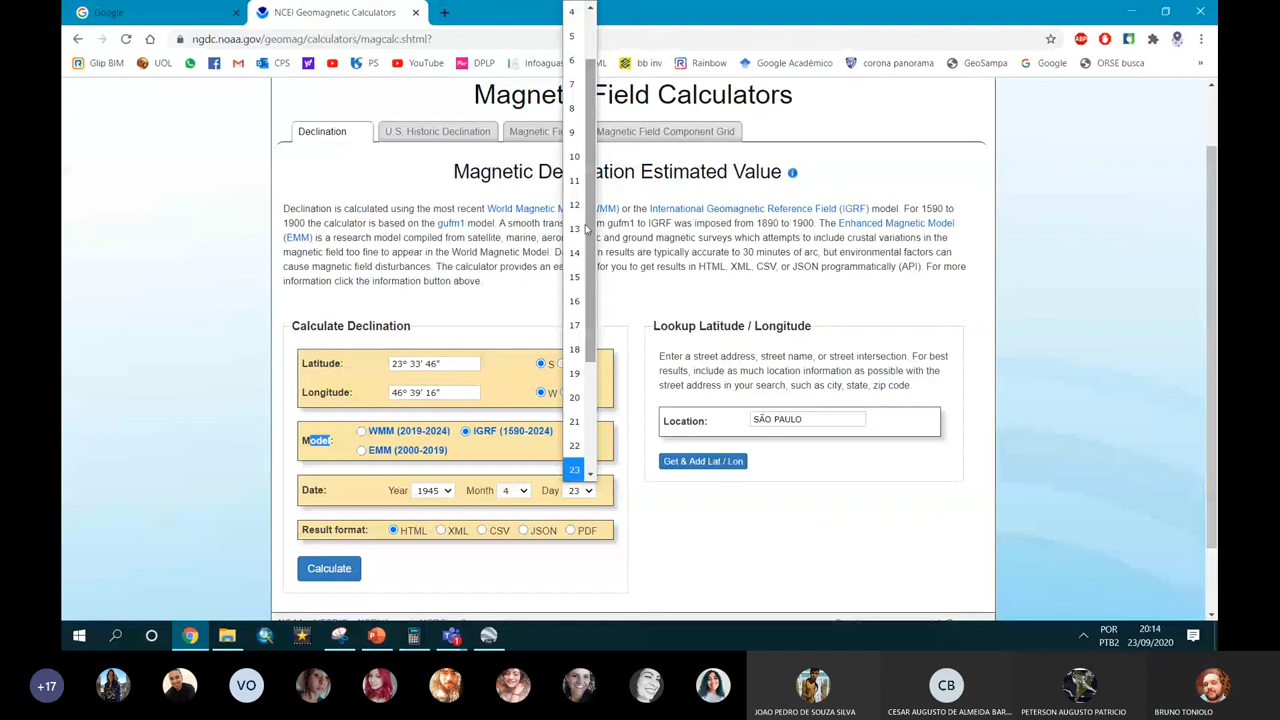 Google
NCEI Geomagnetic Calculators
ngdc.noaa.gov/geomag/calculators/magcalc.shtml?
Glip BIM
UOL
CPS
PS
YouTube
DPLP
Infoaguas
ML
bb inv
Rainbow
Google Acadêmico
corona panorama
GeoSampa
Google
ORSE busca
Field Calculators
Declination
U.S. Historic Declination
Magnetic Field Component Grid
Estimated Value
Declination is calculated using the most recent World Magnetic M WMM) or the International Geomagnetic Reference Field (IGRF) model. For 1590 to
1900 the calculator is based on the gufm1 model. A smooth gufm1 to IGRF was imposed from 1890 to 1900. The Enhanced Magnetic Model
(EMM) is a research model compiled from satellite, marine, and ground magnetic surveys which attempts to include crustal variations in the
magnetic field too fine to appear in the World Magnetic Model. results are typically accurate to 30 minutes of arc, but environmental factors can
cause magnetic field disturbances. The calculator provides an for you to get results in HTML, XML, CSV, or JSON programmatically (API). For more
information click the information button above.
4
5
6
7
8
9
10
11
12
13
14
15
16
17
18
19
20
21
22
23
Calculate Declination
Latitude: 23° 33' 46" S
Longitude: 46° 39' 16" W
Model: WMM (2019-2024) IGRF (1590-2024)
EMM (2000-2019)
Date: Year 1945 Month 4 Day 23
Result format: HTML XML CSV JSON PDF
Calculate
Lookup Latitude / Longitude
Enter a street address, street name, or street intersection. For best
results, include as much location information as possible with the
street address in your search, such as city, state, zip code.
Location: SÃO PAULO
Get & Add Lat / Lon
POR
PTB2
20:14
23/09/2020
+17
VO
CB
JOAO PEDRO DE SOUZA SILVA
CESAR AUGUSTO DE ALMEIDA BAR...
PETERSON AUGUSTO PATRICIO
BRUNO TONIOLO